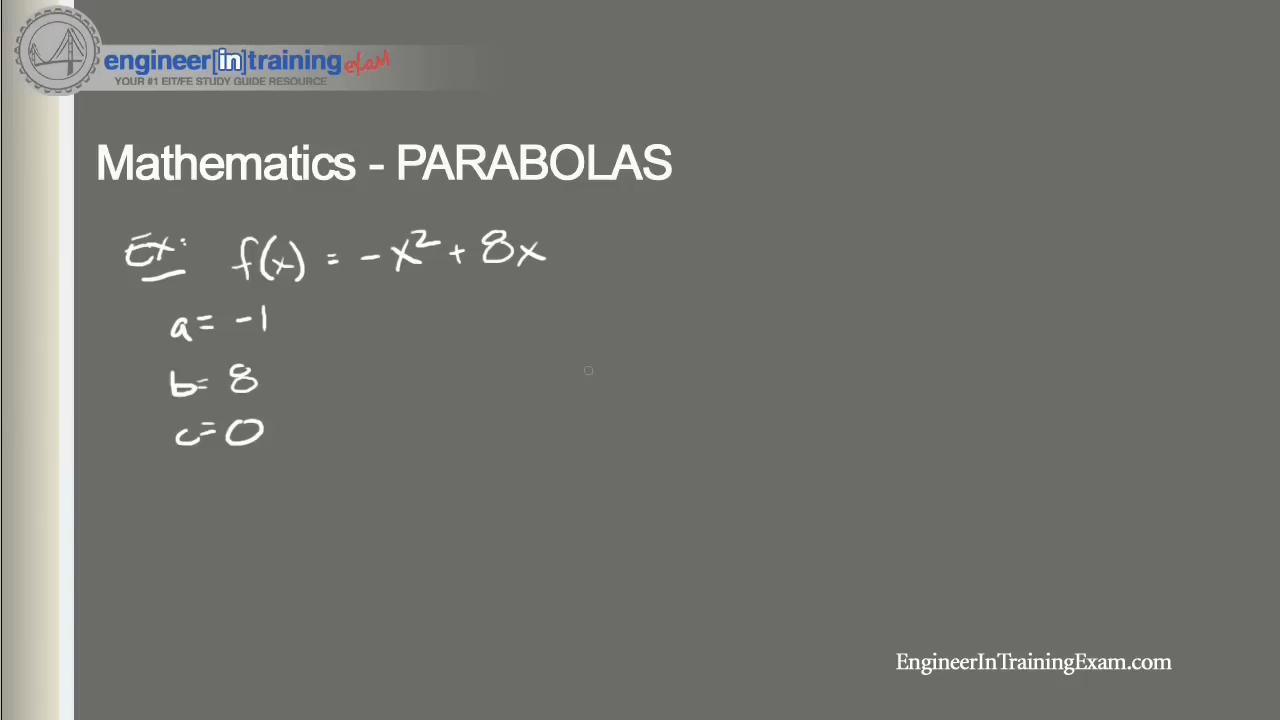 engineer[in]training exam
YOUR #1 EIT/FE STUDY GUIDE RESOURCE
Mathematics - PARABOLAS
Ex: f(x) = -x² + 8x
a = -1
b = 8
c = 0
EngineerInTrainingExam.com